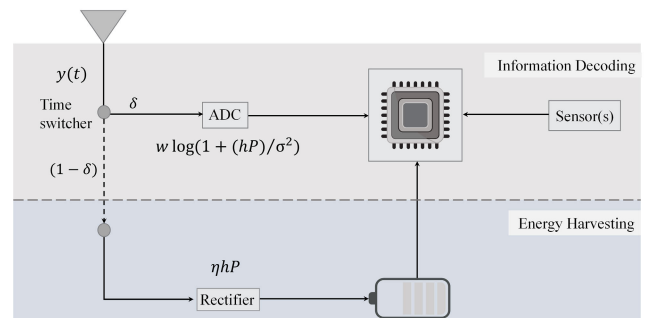 Information Decoding
y(t)
Time
switcher
δ
ADC
Sensor(s)
w log(1 + (hP)/σ²)
(1 − δ)
Energy Harvesting
ηhP
Rectifier